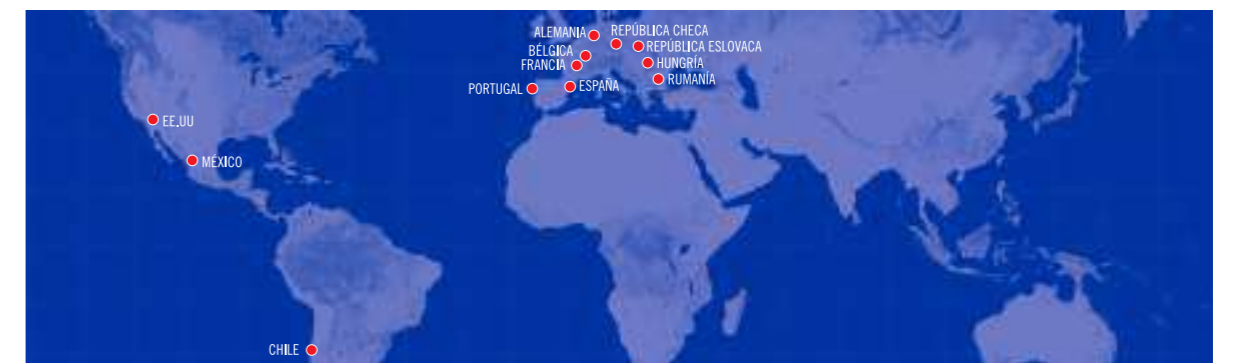 ALEMANIA
REPÚBLICA CHECA
REPÚBLICA ESLOVACA
BÉLGICA
HUNGRÍA
FRANCIA
RUMANÍA
ESPAÑA
PORTUGAL
EE.UU
MÉXICO
CHILE